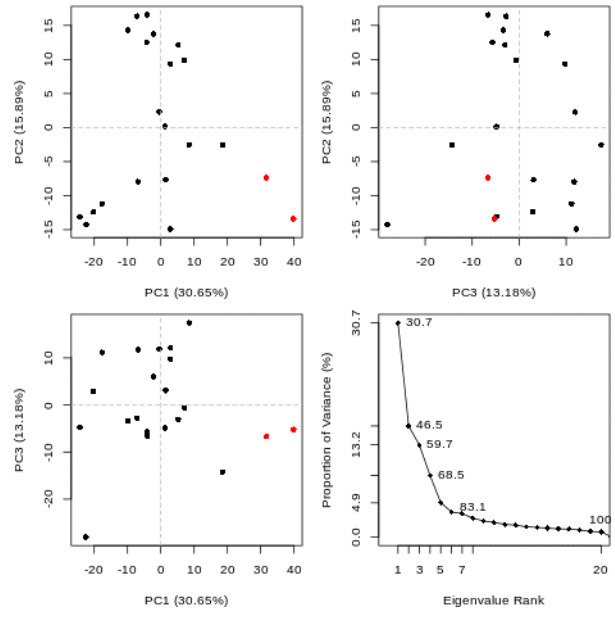 15
10
5
0
-5
-10
-15
PC2 (15.89%)
-20 -10 0 10 20 30 40
PC1 (30.65%)
15
10
5
0
-5
-10
-15
PC2 (15.89%)
-20 -10 0 10
PC3 (13.18%)
10
0
-10
-20
PC3 (13.18%)
-20 -10 0 10 20 30 40
PC1 (30.65%)
30.7
13.2
4.9
0.0
Proportion of Variance (%)
30.7
46.5
59.7
68.5
83.1
100
1 3 5 7 20
Eigenvalue Rank